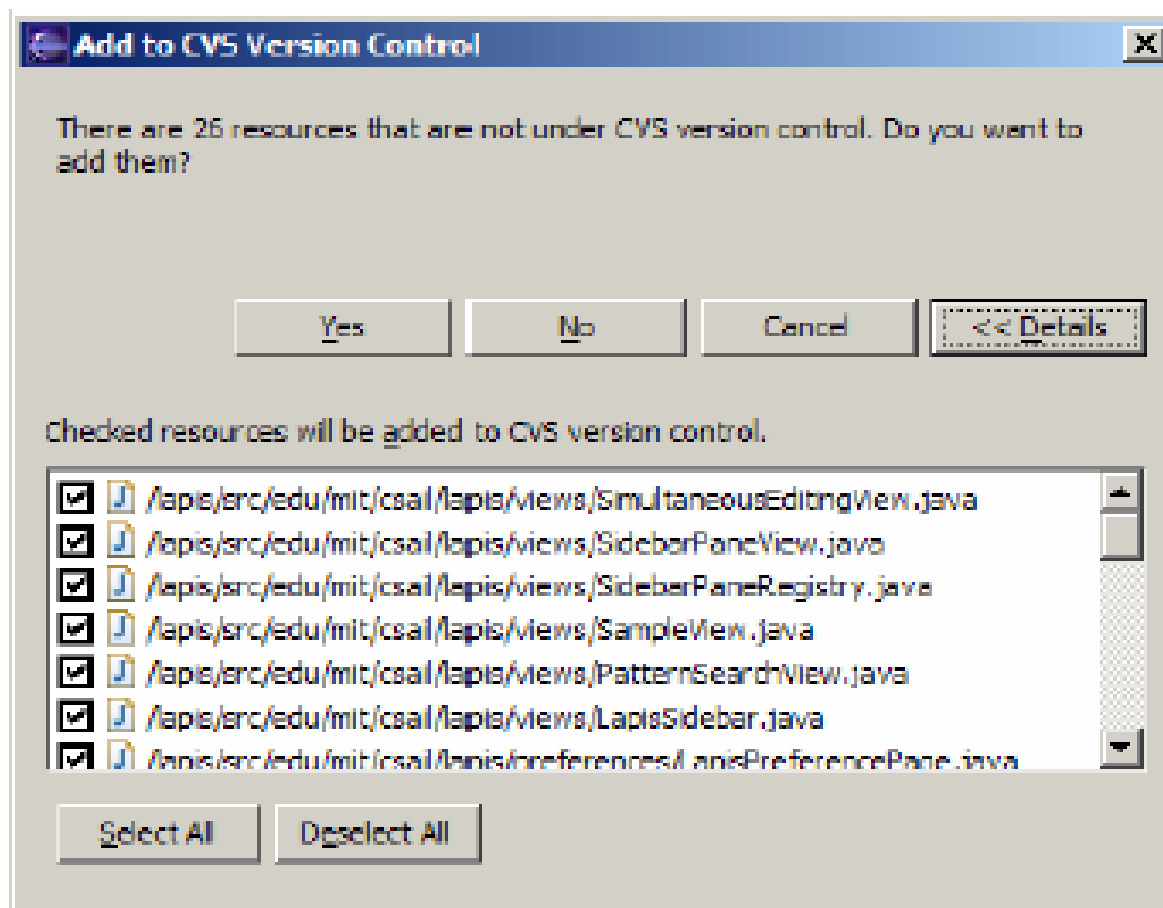 Add to CVS Version Control
There are 26 resources that are not under CVS version control. Do you want to
add them?
Yes
No
Cancel
<< Details
Checked resources will be added to CVS version control.
/lapis/src/edu/mit/csail/lapis/views/SimultaneousEditingView.java
/lapis/src/edu/mit/csail/lapis/views/SidebarPaneView.java
/lapis/src/edu/mit/csail/lapis/views/SidebarPaneRegistry.java
/lapis/src/edu/mit/csail/lapis/views/SampleView.java
/lapis/src/edu/mit/csail/lapis/views/PatternSearchView.java
/lapis/src/edu/mit/csail/lapis/views/LapisSidebar.java
/lapis/src/edu/mit/csail/lapis/preferences/LapisPreferencePage.java
Select All
Deselect All